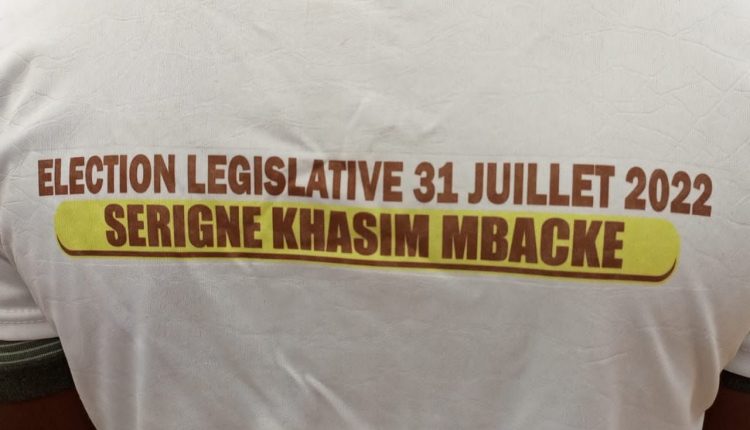 ELECTION LEGISLATIVE 31 JUILLET 2022
SERIGNE KHASIM MBACKE